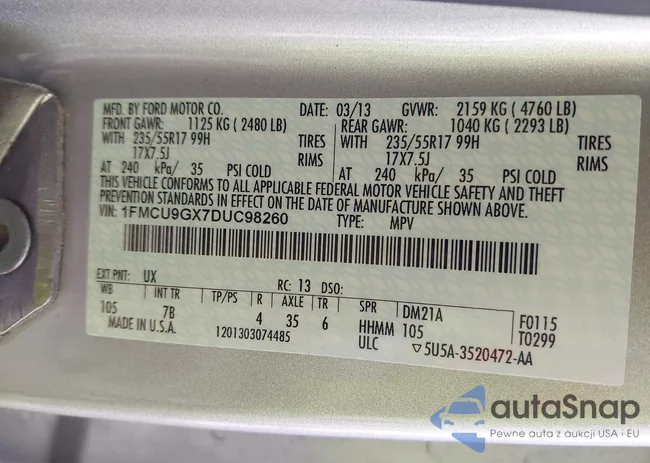 MFD. BY FORD MOTOR CO. DATE: 03/13 GVWR: 2159 KG ( 4760 LB)
FRONT GAWR: 1125 KG ( 2480 LB) REAR GAWR: 1040 KG ( 2293 LB)
WITH 235/55R17 99H TIRES WITH 235/55R17 99H TIRES
17X7.5J RIMS 17X7.5J RIMS
AT 240 kPa/ 35 PSI COLD AT 240 kPa/ 35 PSI COLD
THIS VEHICLE CONFORMS TO ALL APPLICABLE FEDERAL MOTOR VEHICLE SAFETY AND THEFT
PREVENTION STANDARDS IN EFFECT ON THE DATE OF MANUFACTURE SHOWN ABOVE.
VIN: 1FMCU9GX7DUC98260 TYPE: MPV
EXT PNT: UX RC: 13 DSO:
WB INT TR TP/PS R AXLE TR SPR DM21A F0115
105 7B 4 35 6 HHMM 105 T0299
MADE IN U.S.A. 1201303074485 ULC ▽5U5A-3520472-AA
autaSnap
Pewne auta z aukcji USA i EU